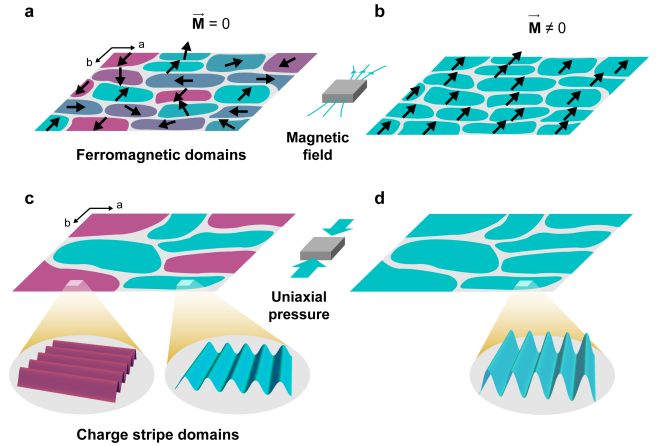 a
M⃗ = 0
b
M⃗ ≠ 0
b a
Magnetic
field
Ferromagnetic domains
c
d
b a
Uniaxial
pressure
Charge stripe domains